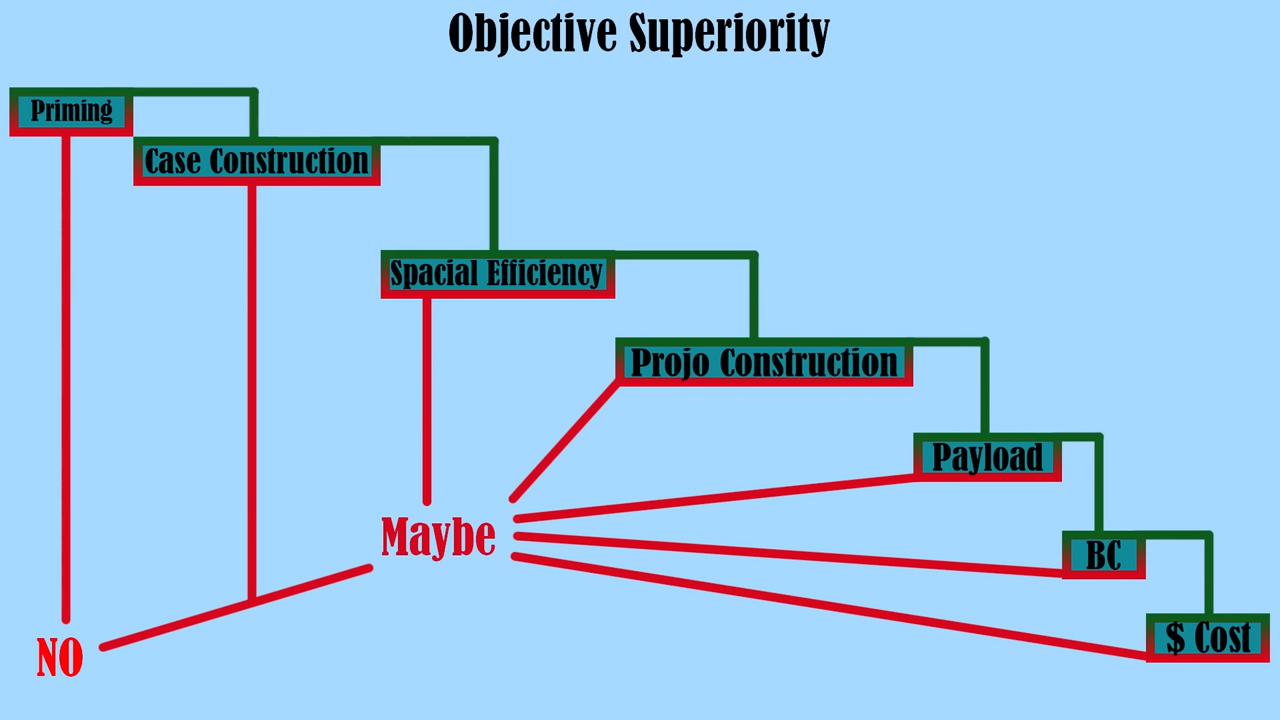 Objective Superiority
Priming
Case Construction
Spacial Efficiency
Projo Construction
Payload
Maybe
BC
$ Cost
NO